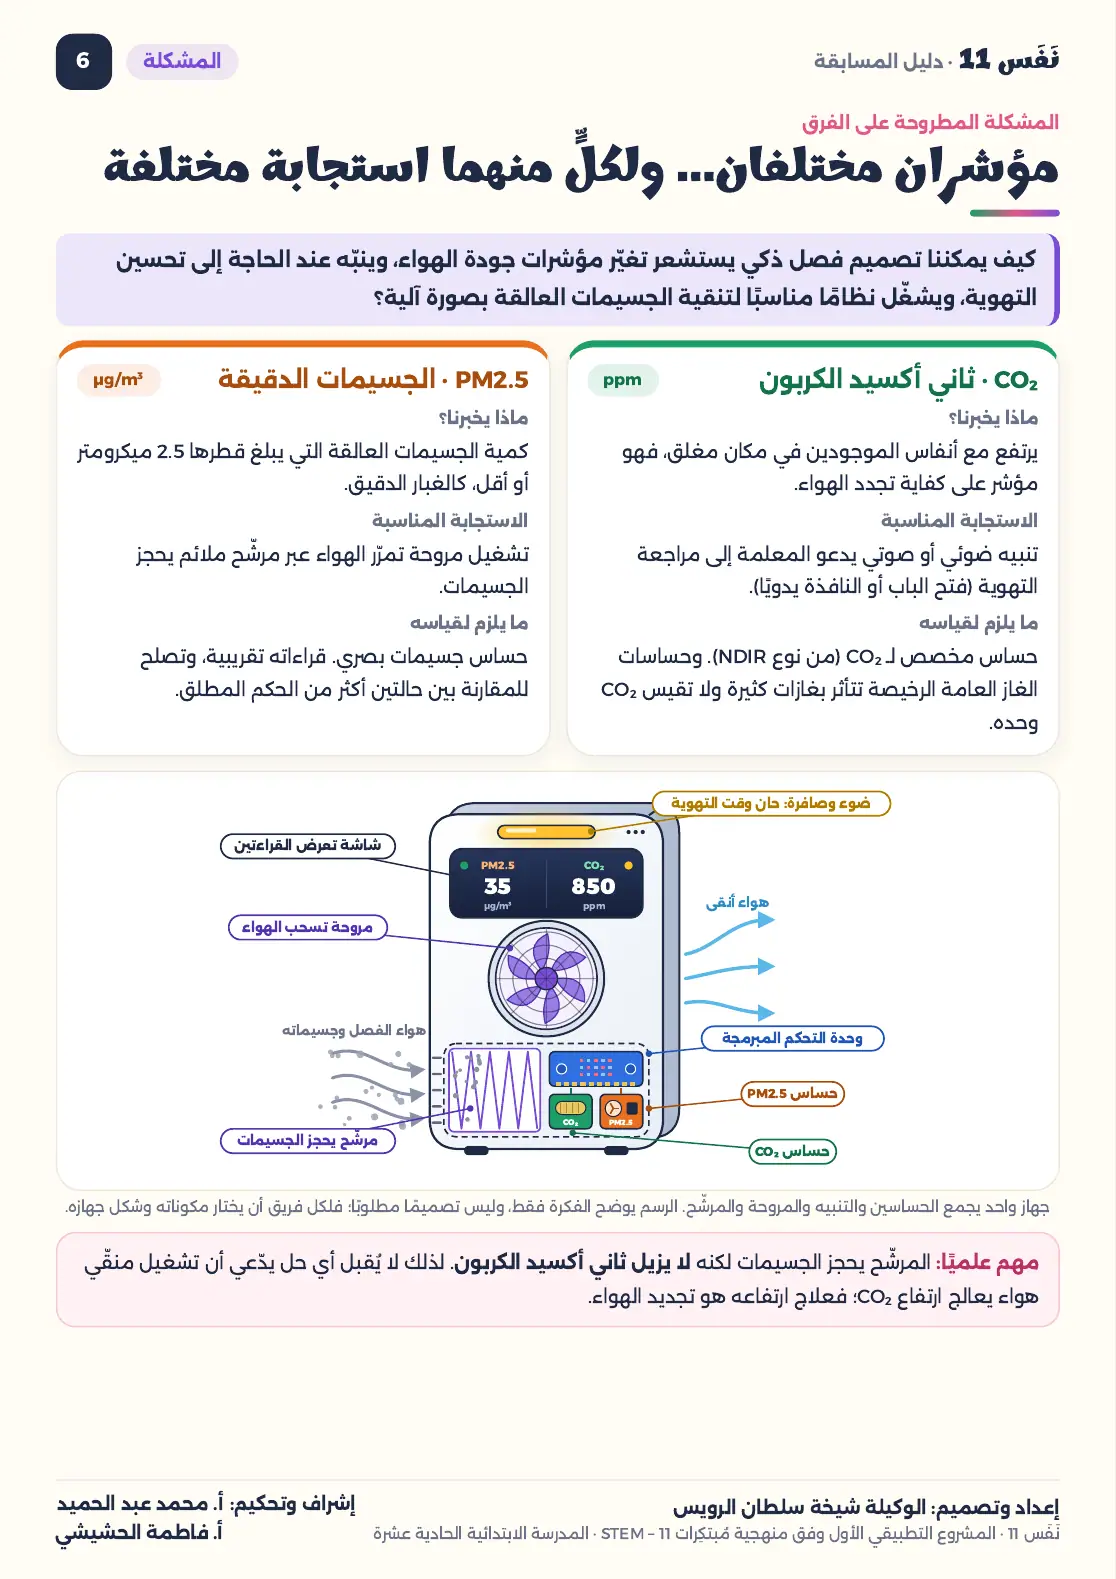 نَفَس 11 · دليل المسابقة
المشكلة
6
المشكلة المطروحة على الفرق
مؤشران مختلفان... ولكلٍّ منهما استجابة مختلفة
كيف يمكننا تصميم فصل ذكي يستشعر تغيّر مؤشرات جودة الهواء، وينبّه عند الحاجة إلى تحسين
التهوية، ويشغّل نظامًا مناسبًا لتنقية الجسيمات العالقة بصورة آلية؟
CO₂ · ثاني أكسيد الكربون
ppm
ماذا يخبرنا؟
يرتفع مع أنفاس الموجودين في مكان مغلق، فهو
مؤشر على كفاية تجدد الهواء.
الاستجابة المناسبة
تنبيه ضوئي أو صوتي يدعو المعلمة إلى مراجعة
التهوية (فتح الباب أو النافذة يدويًا).
ما يلزم لقياسه
حساس مخصص لـ CO₂ (من نوع NDIR). وحساسات
الغاز العامة الرخيصة تتأثر بغازات كثيرة ولا تقيس CO₂
وحده.
PM2.5 · الجسيمات الدقيقة
µg/m³
ماذا يخبرنا؟
كمية الجسيمات العالقة التي يبلغ قطرها 2.5 ميكرومتر
أو أقل، كالغبار الدقيق.
الاستجابة المناسبة
تشغيل مروحة تمرّر الهواء عبر مرشّح ملائم يحجز
الجسيمات.
ما يلزم لقياسه
حساس جسيمات بصري. قراءاته تقريبية، وتصلح
للمقارنة بين حالتين أكثر من الحكم المطلق.
ضوء وصافرة: حان وقت التهوية
شاشة تعرض القراءتين
CO₂
850
ppm
PM2.5
35
µg/m³
هواء أنقى
مروحة تسحب الهواء
هواء الفصل وجسيماته
وحدة التحكم المبرمجة
حساس PM2.5
CO₂
PM2.5
مرشّح يحجز الجسيمات
حساس CO₂
جهاز واحد يجمع الحساسين والتنبيه والمروحة والمرشّح. الرسم يوضح الفكرة فقط، وليس تصميمًا مطلوبًا؛ فلكل فريق أن يختار مكوناته وشكل جهازه.
مهم علميًا: المرشّح يحجز الجسيمات لكنه لا يزيل ثاني أكسيد الكربون. لذلك لا يُقبل أي حل يدّعي أن تشغيل منقّي
هواء يعالج ارتفاع CO₂؛ فعلاج ارتفاعه هو تجديد الهواء.
إعداد وتصميم: الوكيلة شيخة سلطان الرويس
نَفَس 11 · المشروع التطبيقي الأول وفق منهجية مُبتكِرات 11 – STEM · المدرسة الابتدائية الحادية عشرة
إشراف وتحكيم: أ. محمد عبد الحميد
أ. فاطمة الحشيشي